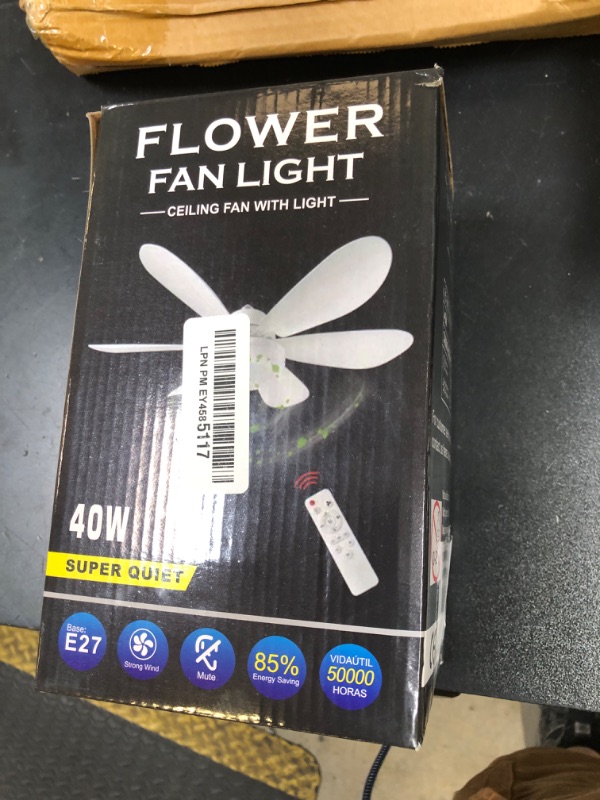 FLOWER
FAN LIGHT
CEILING FAN WITH LIGHT
LPN PM EY4585117
40W
SUPER QUIET
Base:
E27
Strong Wind
Mute
85%
Energy Saving
VIDAÚTIL
50000
HORAS